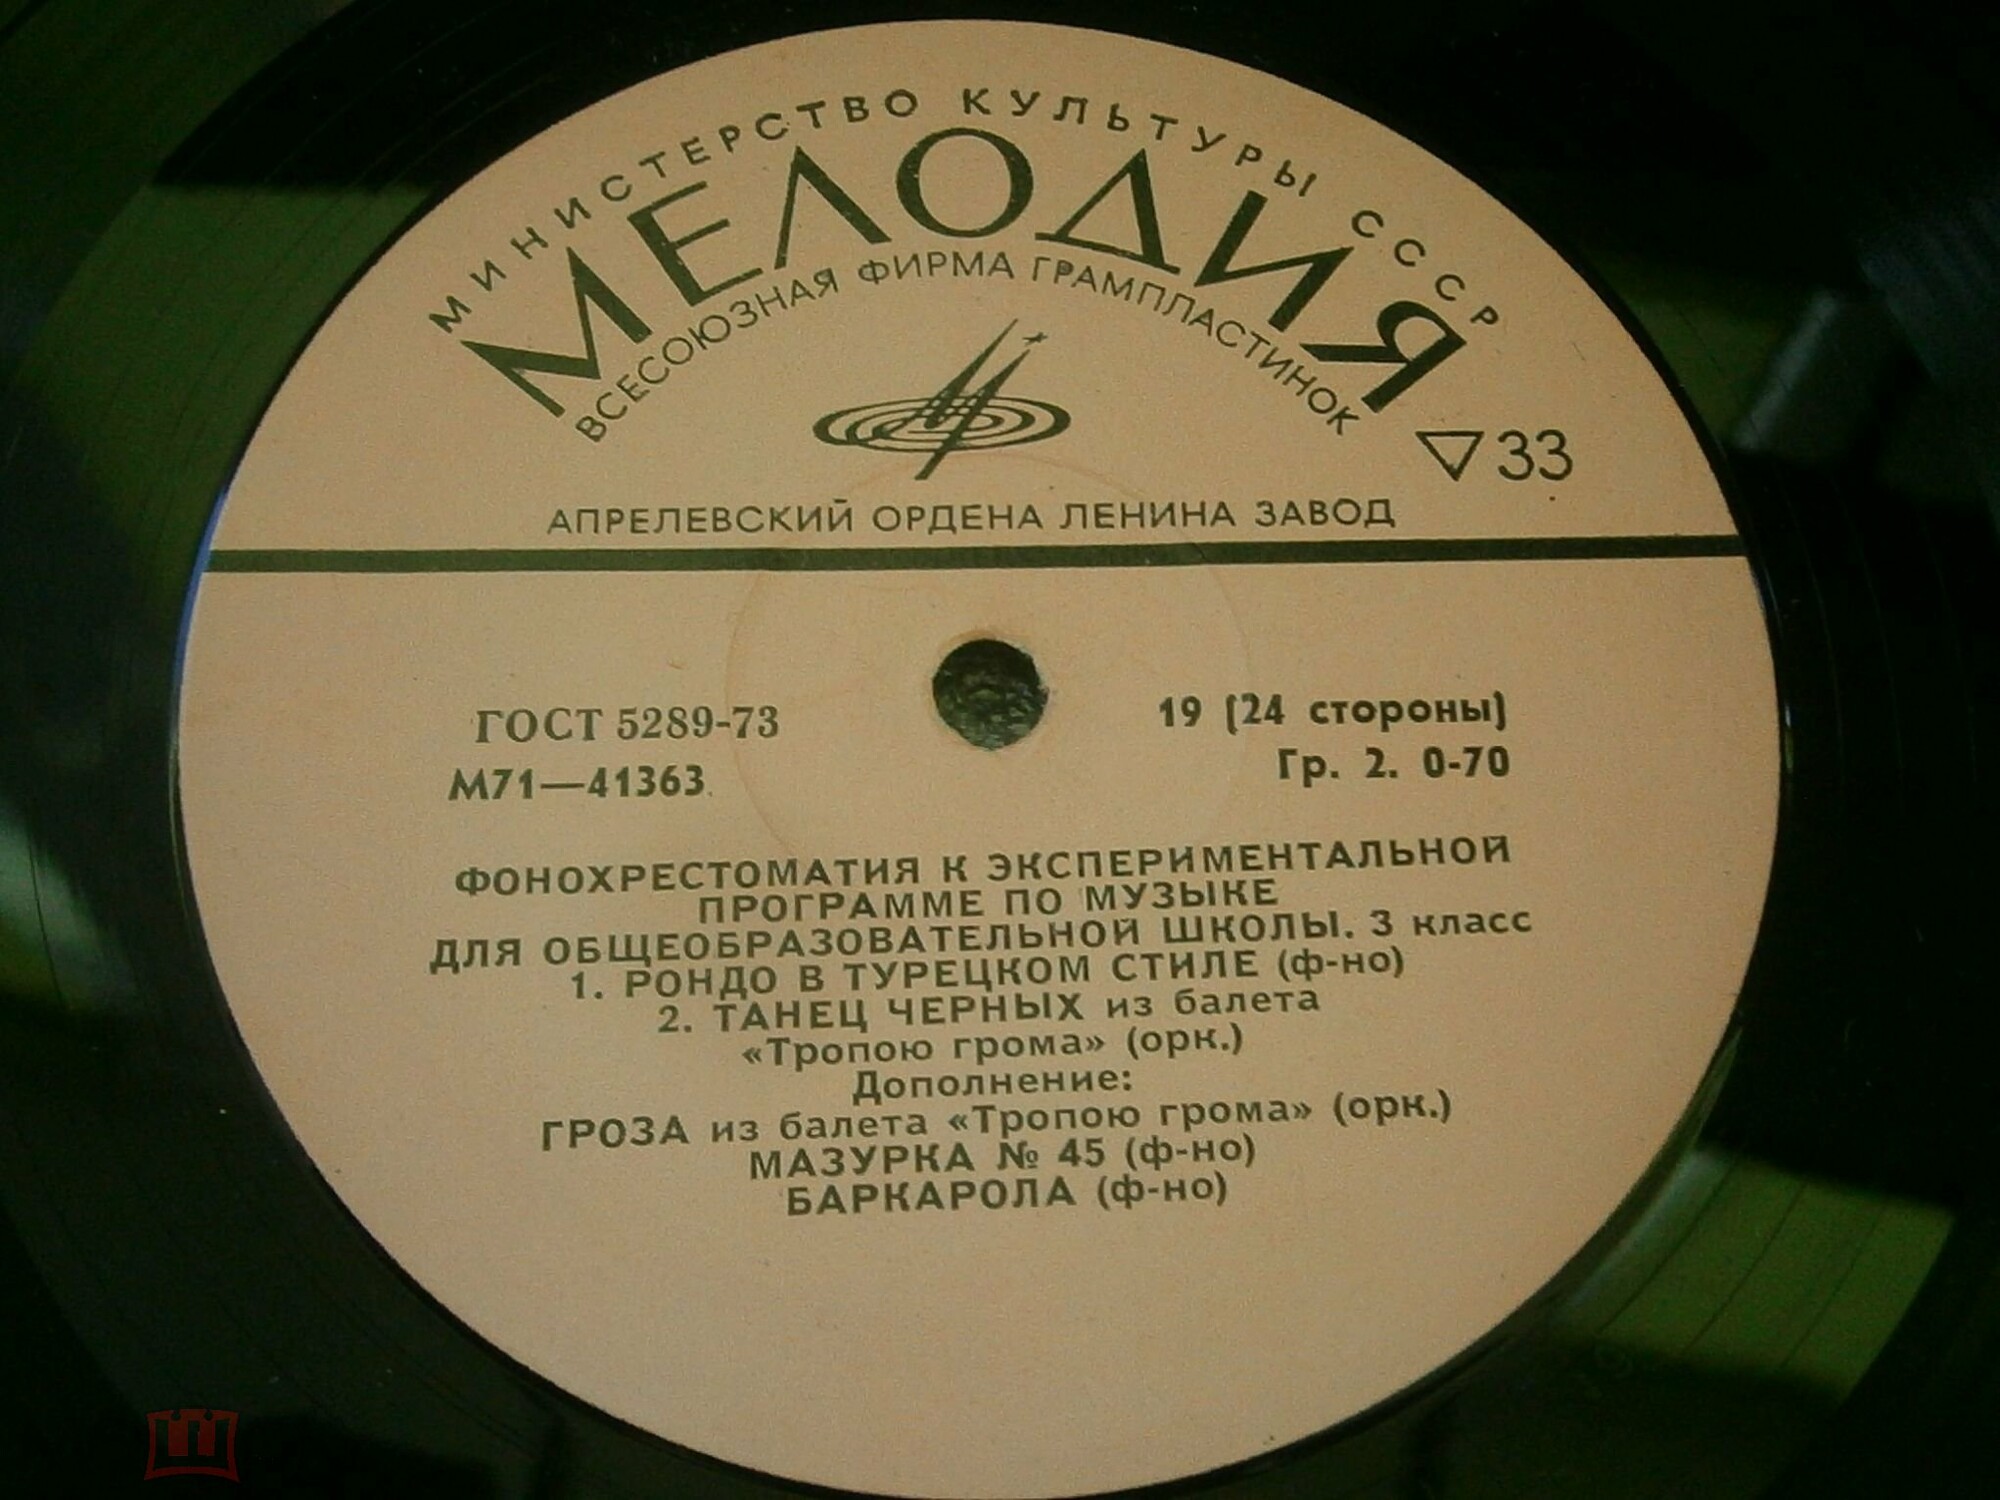 МИНИСТЕРСТВО КУЛЬТУРЫ СССР
МЕЛОДИЯ
ВСЕСОЮЗНАЯ ФИРМА ГРАМПЛАСТИНОК
33
АПРЕЛЕВСКИЙ ОРДЕНА ЛЕНИНА ЗАВОД
ГОСТ 5289-73
М71—41363
19 (24 стороны)
Гр. 2. 0-70
ФОНОХРЕСТОМАТИЯ К ЭКСПЕРИМЕНТАЛЬНОЙ
ПРОГРАММЕ ПО МУЗЫКЕ
ДЛЯ ОБЩЕОБРАЗОВАТЕЛЬНОЙ ШКОЛЫ. 3 класс
1. РОНДО В ТУРЕЦКОМ СТИЛЕ (ф-но)
2. ТАНЕЦ ЧЕРНЫХ из балета
«Тропою грома» (орк.)
Дополнение:
ГРОЗА из балета «Тропою грома» (орк.)
МАЗУРКА № 45 (ф-но)
БАРКАРОЛА (ф-но)